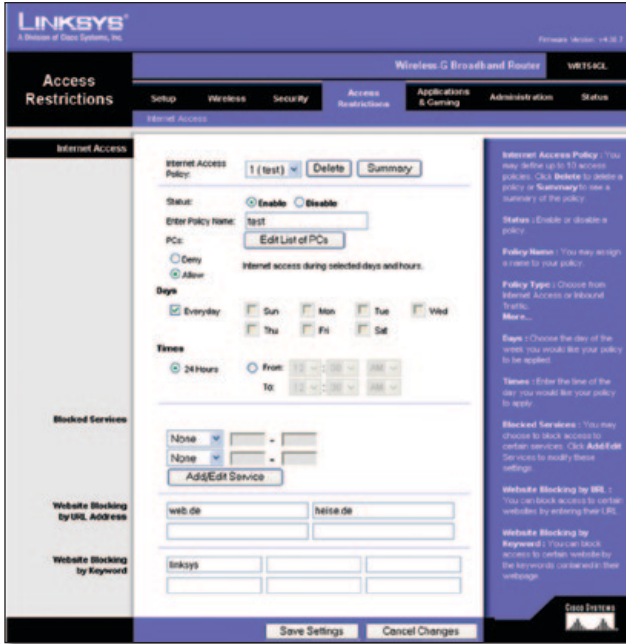 LINKSYS
A Division of Cisco Systems, Inc.
Wireless-G Broadband Router WRT54GL
Access
Restrictions
Setup Wireless Security Access Restrictions Applications & Gaming Administration Status
Internet Access
Internet Access
Internet Access
Policy: 1 (test) Delete Summary
Status: Enable Disable
Enter Policy Name: test
PCs: Edit List of PCs
Deny
Allow
Internet access during selected days and hours.
Days
Everyday Sun Mon Tue Wed
Thu Fri Sat
Times
24 Hours From: 12 : 00 AM
To: 12 : 00 AM
Blocked Services
None -
None -
Add/Edit Service
Website Blocking
by URL Address
web.de heise.de
Website Blocking
by Keyword
linksys
Save Settings Cancel Changes
Internet Access Policy : You
may define up to 10 access
policies. Click Delete to delete a
policy or Summary to see a
summary of the policy.
Status : Enable or disable a
policy.
Policy Name : You may assign
a name to your policy.
Policy Type : Choose from
Internet Access or Inbound
Traffic.
More...
Days : Choose the day of the
week you would like your policy
to be applied.
Times : Enter the time of the
day you would like your policy
to apply.
Blocked Services : You may
choose to block access to
certain services. Click Add/Edit
Services to modify these
settings.
Website Blocking by URL :
You can block access to certain
websites by entering their URL.
Website Blocking by
Keyword : You can block
access to certain website by
the keywords contained in their
webpage.
CISCO SYSTEMS